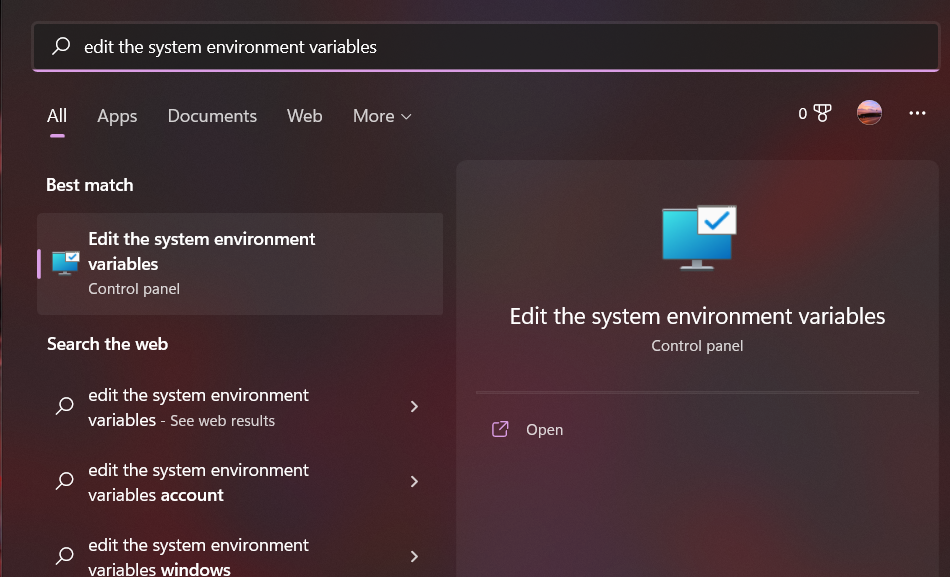 edit the system environment variables
All Apps Documents Web More 0
Best match
Edit the system environment
variables
Control panel
Search the web
edit the system environment
variables - See web results
edit the system environment
variables account
edit the system environment
variables windows
Edit the system environment variables
Control panel
Open